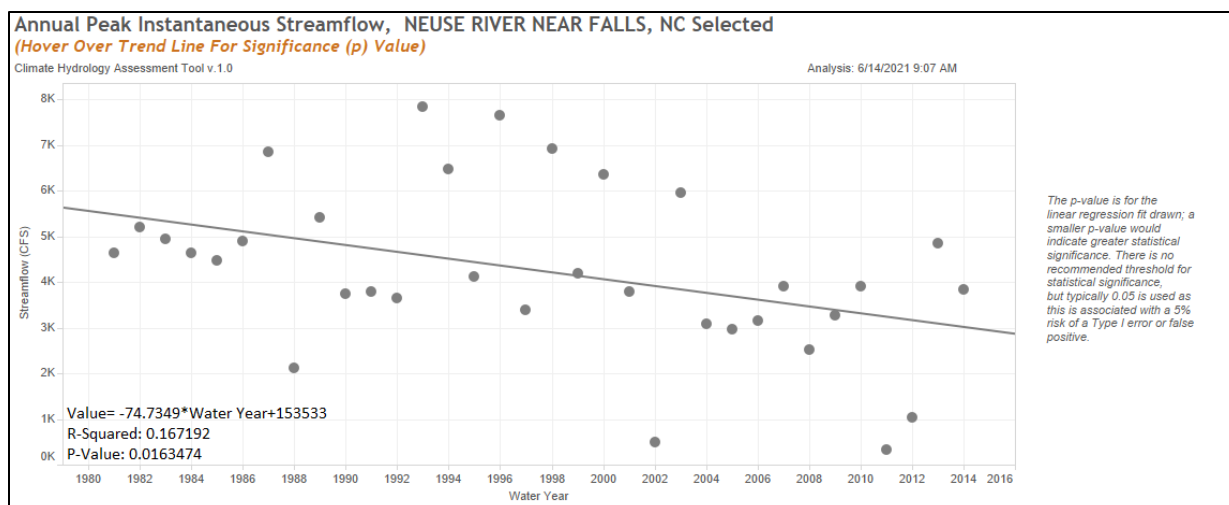 Annual Peak Instantaneous Streamflow, NEUSE RIVER NEAR FALLS, NC Selected
(Hover Over Trend Line For Significance (p) Value)
Climate Hydrology Assessment Tool v.1.0
Analysis: 6/14/2021 9:07 AM
8K
7K
6K
5K
4K
3K
2K
1K
0K
Streamflow (CFS)
Value= -74.7349*Water Year+153533
R-Squared: 0.167192
P-Value: 0.0163474
1980 1982 1984 1986 1988 1990 1992 1994 1996 1998 2000 2002 2004 2006 2008 2010 2012 2014 2016
Water Year
The p-value is for the
linear regression fit drawn; a
smaller p-value would
indicate greater statistical
significance. There is no
recommended threshold for
statistical significance,
but typically 0.05 is used as
this is associated with a 5%
risk of a Type I error or false
positive.